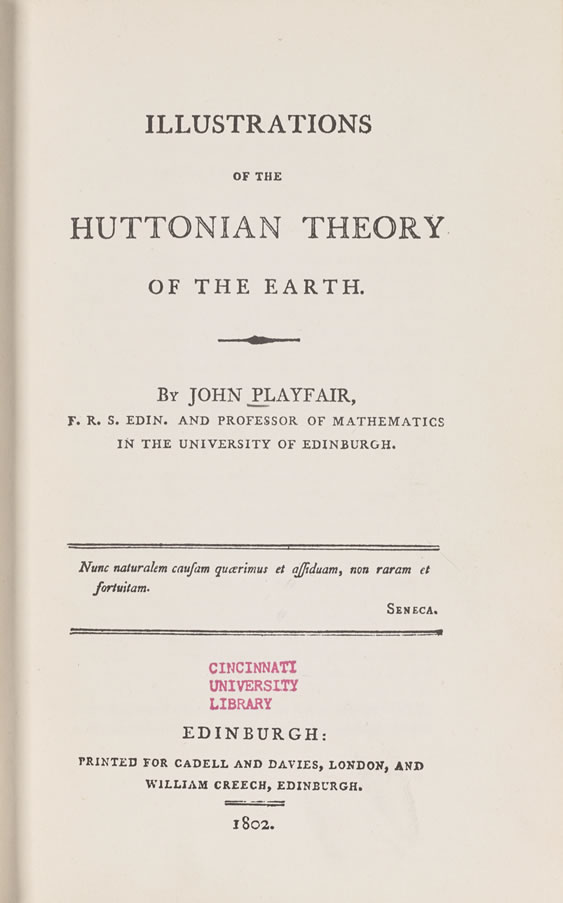 ILLUSTRATIONS
OF THE
HUTTONIAN THEORY
OF THE EARTH.
By JOHN PLAYFAIR,
F. R. S. EDIN. AND PROFESSOR OF MATHEMATICS
IN THE UNIVERSITY OF EDINBURGH.
Nunc naturalem cauſam quærimus et aſſiduam, non raram et
fortuitam.
SENECA.
CINCINNATI
UNIVERSITY
LIBRARY
EDINBURGH:
PRINTED FOR CADELL AND DAVIES, LONDON, AND
WILLIAM CREECH, EDINBURGH.
1802.